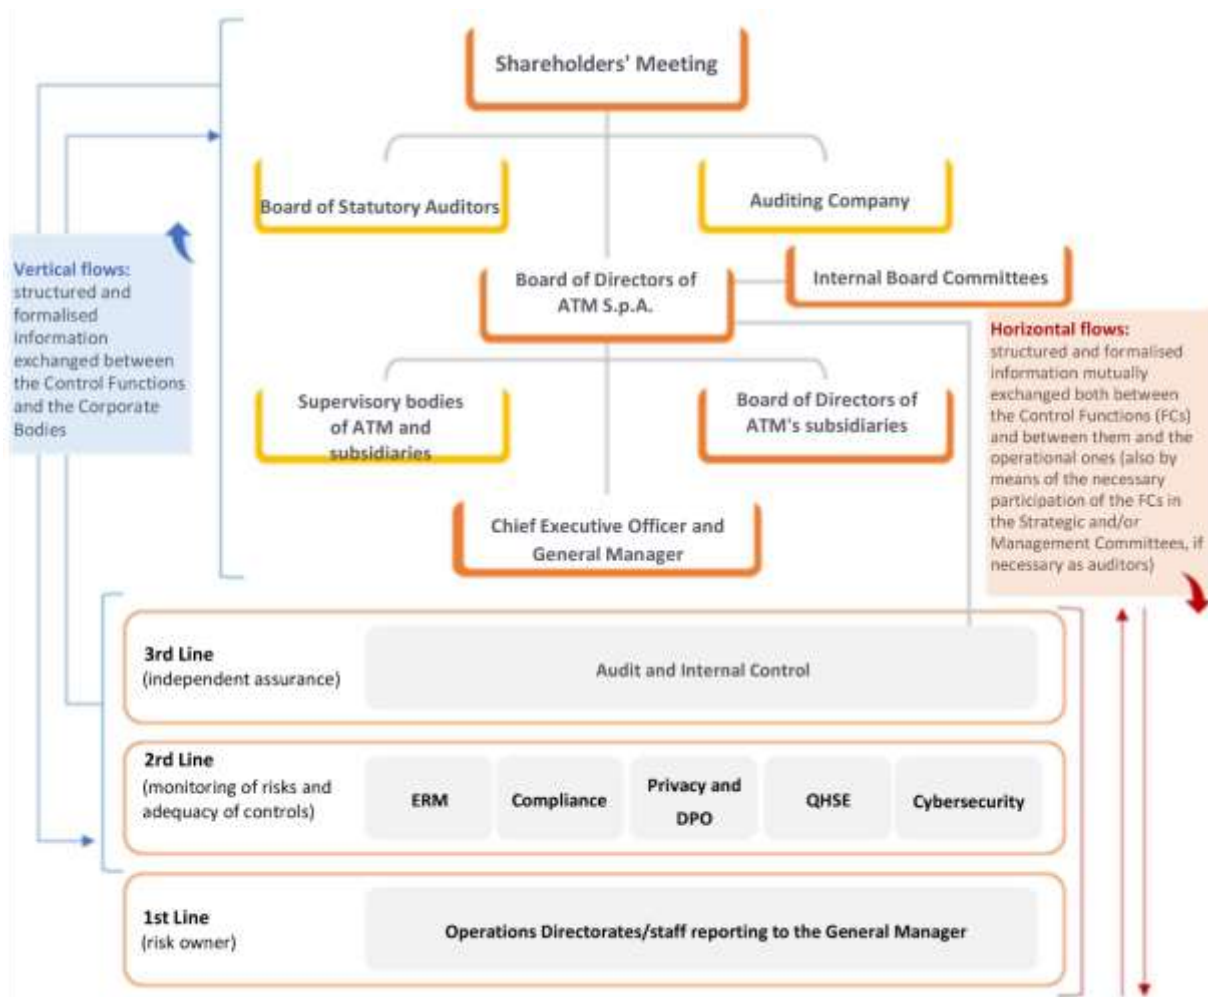 Shareholders' Meeting
Board of Statutory Auditors
Auditing Company
Board of Directors of
ATM S.p.A.
Internal Board Committees
Vertical flows:
structured and
formalised
information
exchanged between
the Control Functions
and the Corporate
Bodies
Horizontal flows:
structured and formalised
information mutually
exchanged both between
the Control Functions (FCs)
and between them and the
operational ones (also by
means of the necessary
participation of the FCs in
the Strategic and/or
Management Committees, if
necessary as auditors)
Supervisory bodies
of ATM and
subsidiaries
Board of Directors of
ATM's subsidiaries
Chief Executive Officer and
General Manager
3rd Line
(independent assurance)
Audit and Internal Control
2rd Line
(monitoring of risks and
adequacy of controls)
ERM
Compliance
Privacy and
DPO
QHSE
Cybersecurity
1st Line
(risk owner)
Operations Directorates/staff reporting to the General Manager